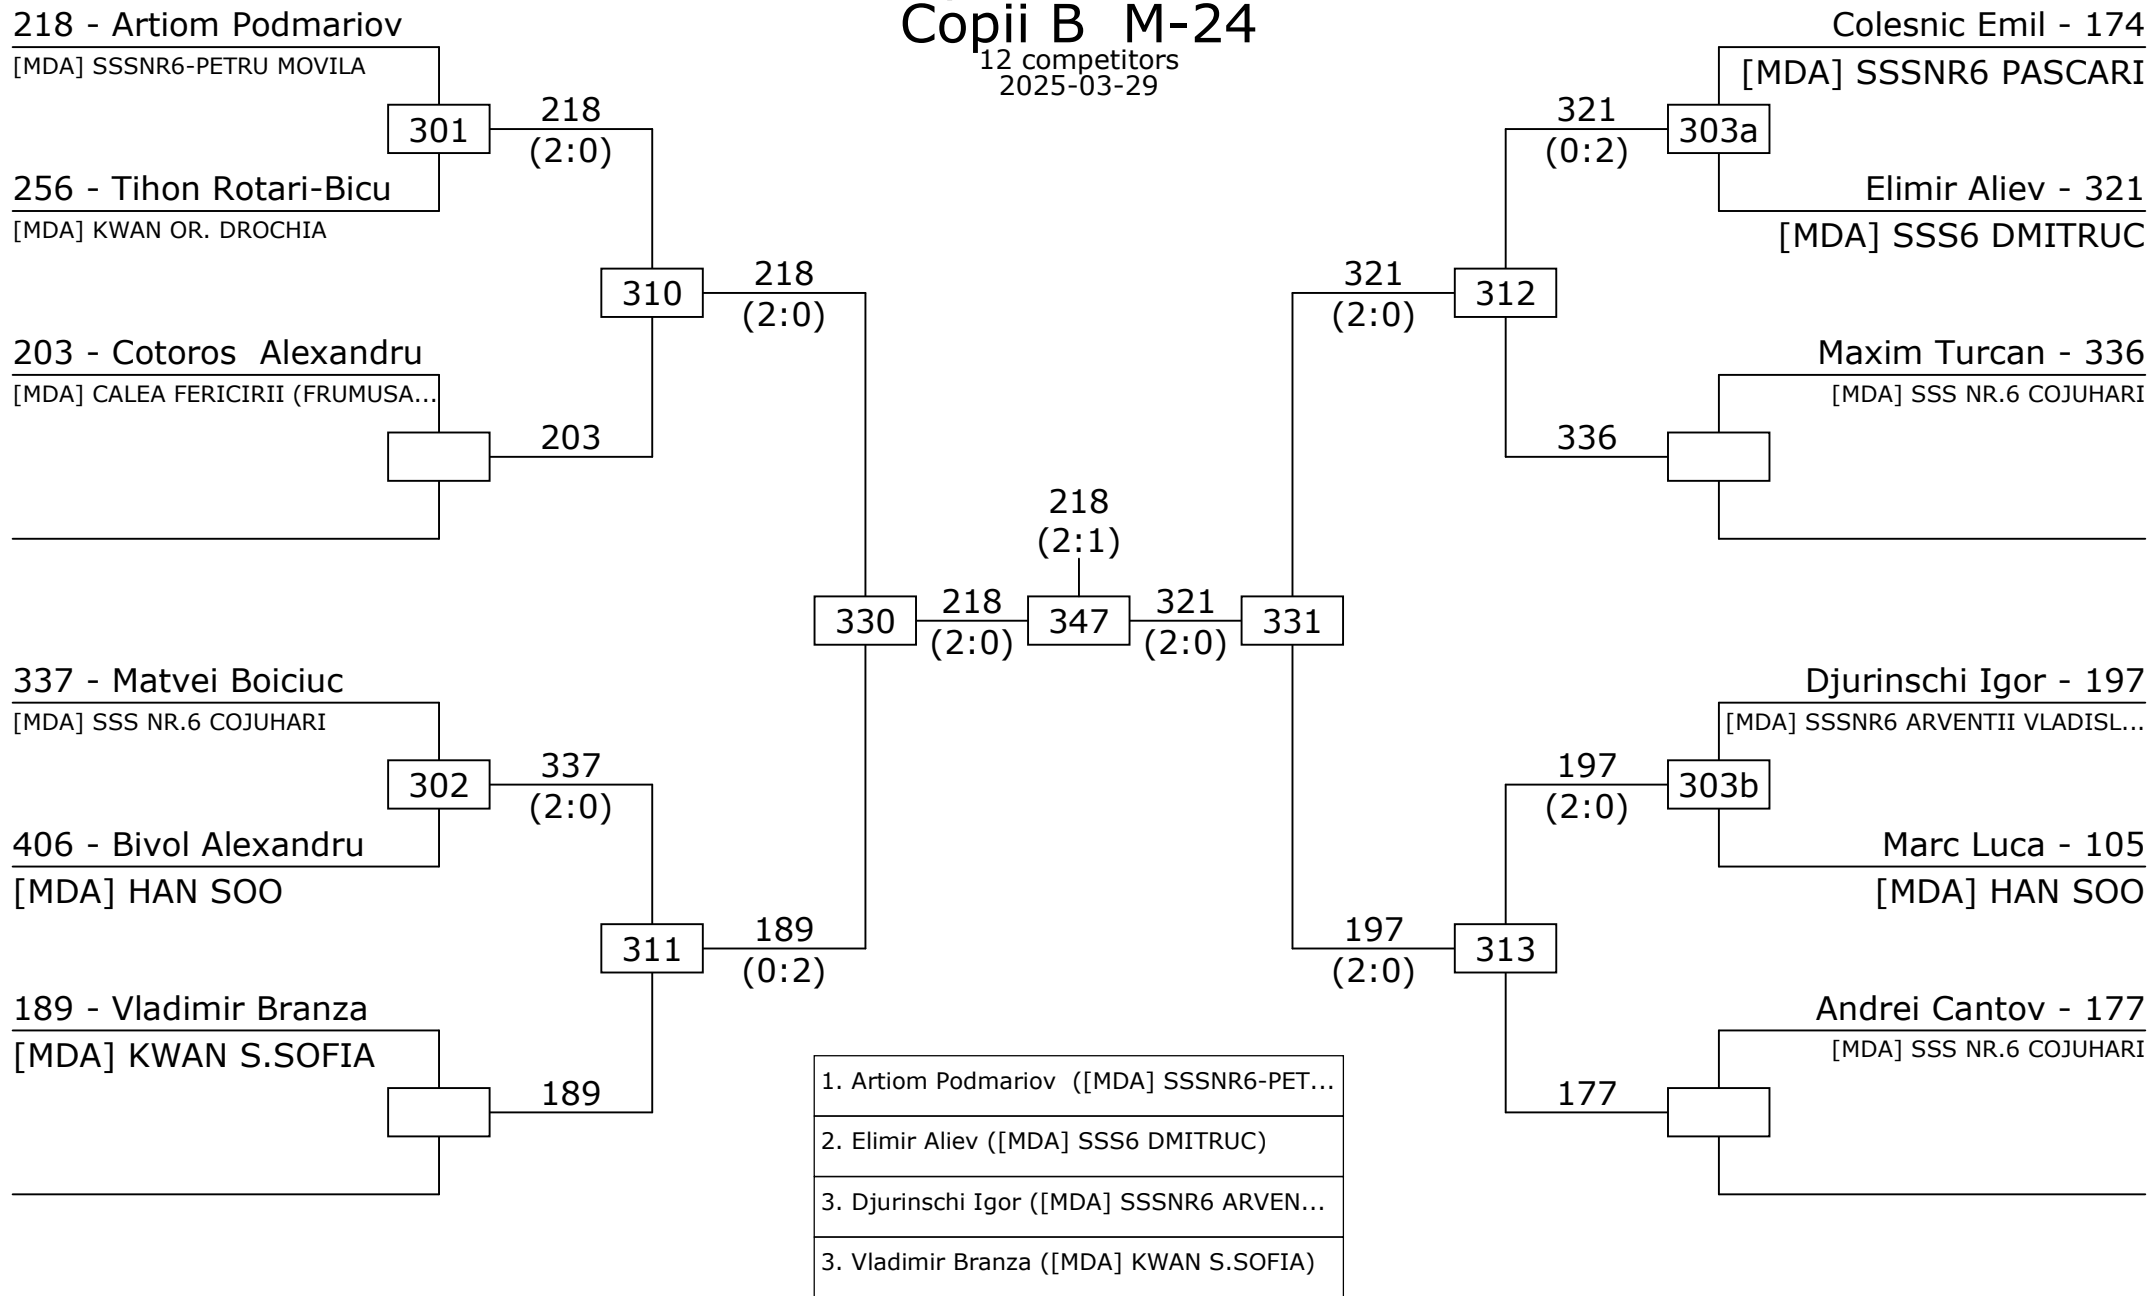 Copii B  M-24
12 competitors
2025-03-29
218 - Artiom Podmariov
[MDA] SSSNR6-PETRU MOVILA
301
218
(2:0)
256 - Tihon Rotari-Bicu
[MDA] KWAN OR. DROCHIA
310
218
(2:0)
203 - Cotoros  Alexandru
[MDA] CALEA FERICIRII (FRUMUSA...
203
337 - Matvei Boiciuc
[MDA] SSS NR.6 COJUHARI
302
337
(2:0)
406 - Bivol Alexandru
[MDA] HAN SOO
311
189
(0:2)
189 - Vladimir Branza
[MDA] KWAN S.SOFIA
189
218
(2:1)
330
218
(2:0)
347
321
(2:0)
331
Colesnic Emil - 174
[MDA] SSSNR6 PASCARI
321
(0:2)
303a
Elimir Aliev - 321
[MDA] SSS6 DMITRUC
321
(2:0)
312
Maxim Turcan - 336
[MDA] SSS NR.6 COJUHARI
336
Djurinschi Igor - 197
[MDA] SSSNR6 ARVENTII VLADISL...
197
(2:0)
303b
Marc Luca - 105
[MDA] HAN SOO
197
(2:0)
313
Andrei Cantov - 177
[MDA] SSS NR.6 COJUHARI
177
1. Artiom Podmariov  ([MDA] SSSNR6-PET...
2. Elimir Aliev ([MDA] SSS6 DMITRUC)
3. Djurinschi Igor ([MDA] SSSNR6 ARVEN...
3. Vladimir Branza ([MDA] KWAN S.SOFIA)